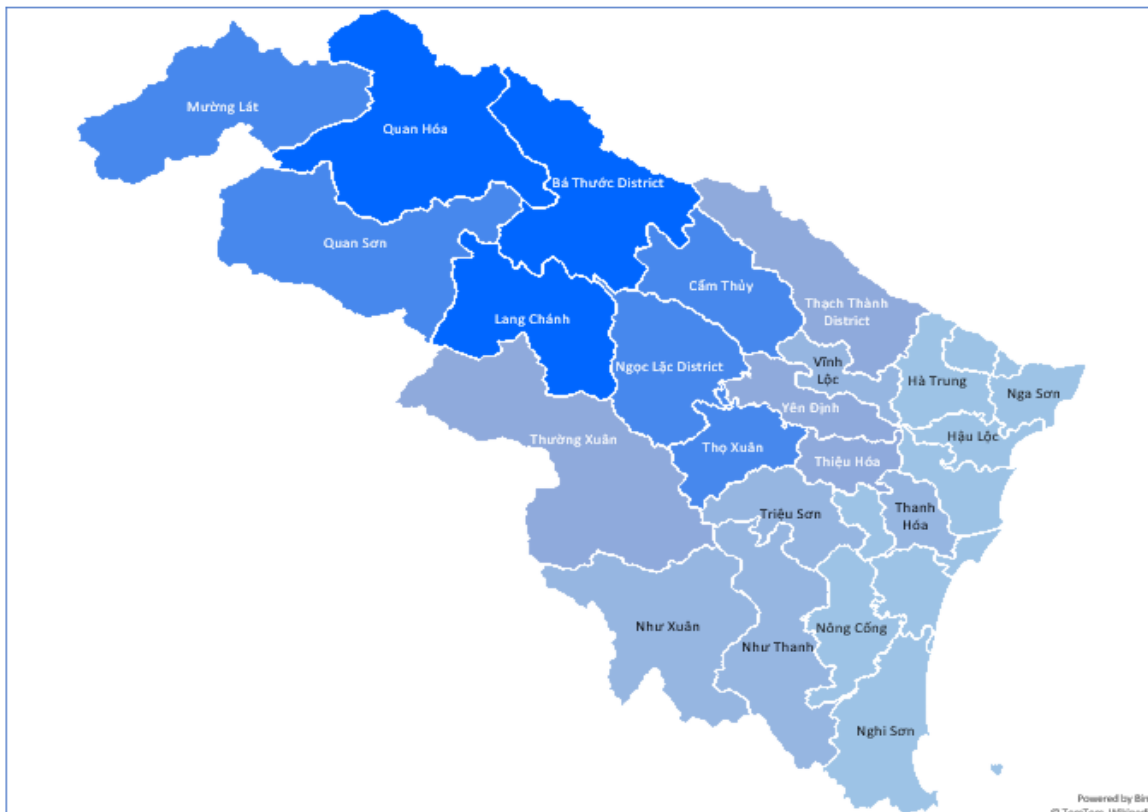 Mường Lát
Quan Hóa
Bá Thước District
Quan Sơn
Cẩm Thủy
Thạch Thành
District
Lang Chánh
Ngọc Lặc District
Vĩnh
Lộc
Hà Trung
Nga Sơn
Yên Định
Thường Xuân
Thọ Xuân
Hậu Lộc
Thiệu Hóa
Triệu Sơn
Thanh
Hóa
Như Xuân
Như Thanh
Nông Cống
Nghi Sơn
Powered by Bin
© TomTom,